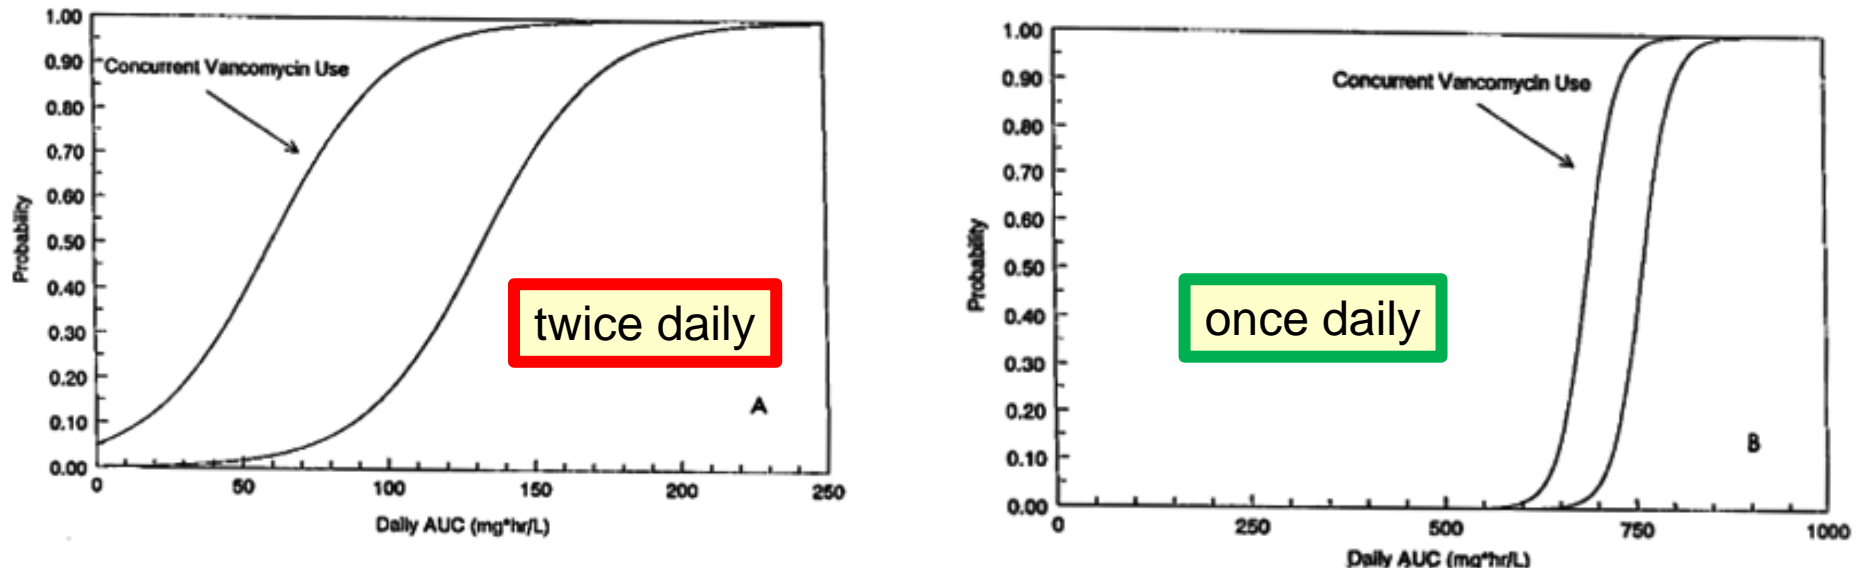 1.00
0.90
0.80
0.70
0.60
0.50
0.40
0.30
0.20
0.10
0.00
Probability
Concurrent Vancomycin Use
twice daily
A
0 50 100 150 200 250
Daily AUC (mg*hr/L)
1.00
0.90
0.80
0.70
0.60
0.50
0.40
0.30
0.20
0.10
0.00
Probability
Concurrent Vancomycin Use
once daily
B
0 250 500 750 1000
Daily AUC (mg*hr/L)